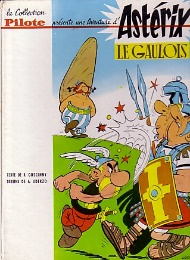 la Collection
Pilote
présente une aventure d'
Astérix
LE GAULOIS
TEXTE DE R. GOSCINNY
DESSINS DE A. UDERZO